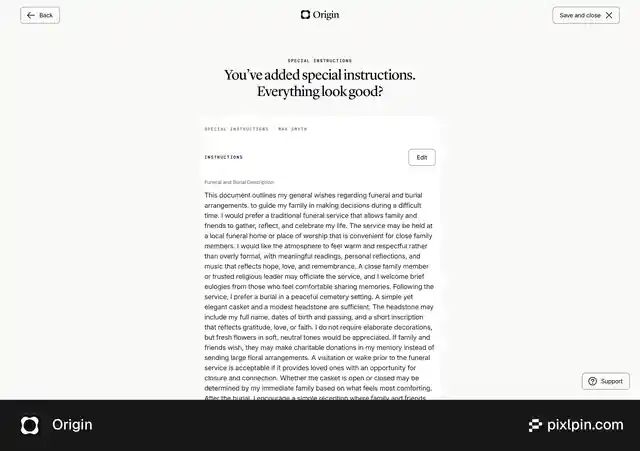 Back
Origin
Save and close
SPECIAL INSTRUCTIONS
You've added special instructions.
Everything look good?
SPECIAL INSTRUCTIONS MAX SMYTH
INSTRUCTIONS
Edit
Funeral and Burial Description
This document outlines my general wishes regarding funeral and burial
arrangements. to guide my family in making decisions during a difficult
time. I would prefer a traditional funeral service that allows family and
friends to gather, reflect, and celebrate my life. The service may be held at
a local funeral home or place of worship that is convenient for close family
members. I would like the atmosphere to feel warm and respectful rather
than overly formal, with meaningful readings, personal reflections, and
music that reflects hope, love, and remembrance. A close family member
or trusted religious leader may officiate the service, and I welcome brief
eulogies from those who feel comfortable sharing memories. Following the
service, I prefer a burial in a peaceful cemetery setting. A simple yet
elegant casket and a modest headstone are sufficient. The headstone may
include my full name, dates of birth and passing, and a short inscription
that reflects gratitude, love, or faith. I do not require elaborate decorations,
but fresh flowers in soft, neutral tones would be appreciated. If family and
friends wish, they may make charitable donations in my memory instead of
sending large floral arrangements. A visitation or wake prior to the funeral
service is acceptable if it provides loved ones with an opportunity for
closure and connection. Whether the casket is open or closed may be
determined by my immediate family based on what feels most comforting.
After the burial, I encourage a simple reception where family and friends
Support
Origin
pixlpin.com